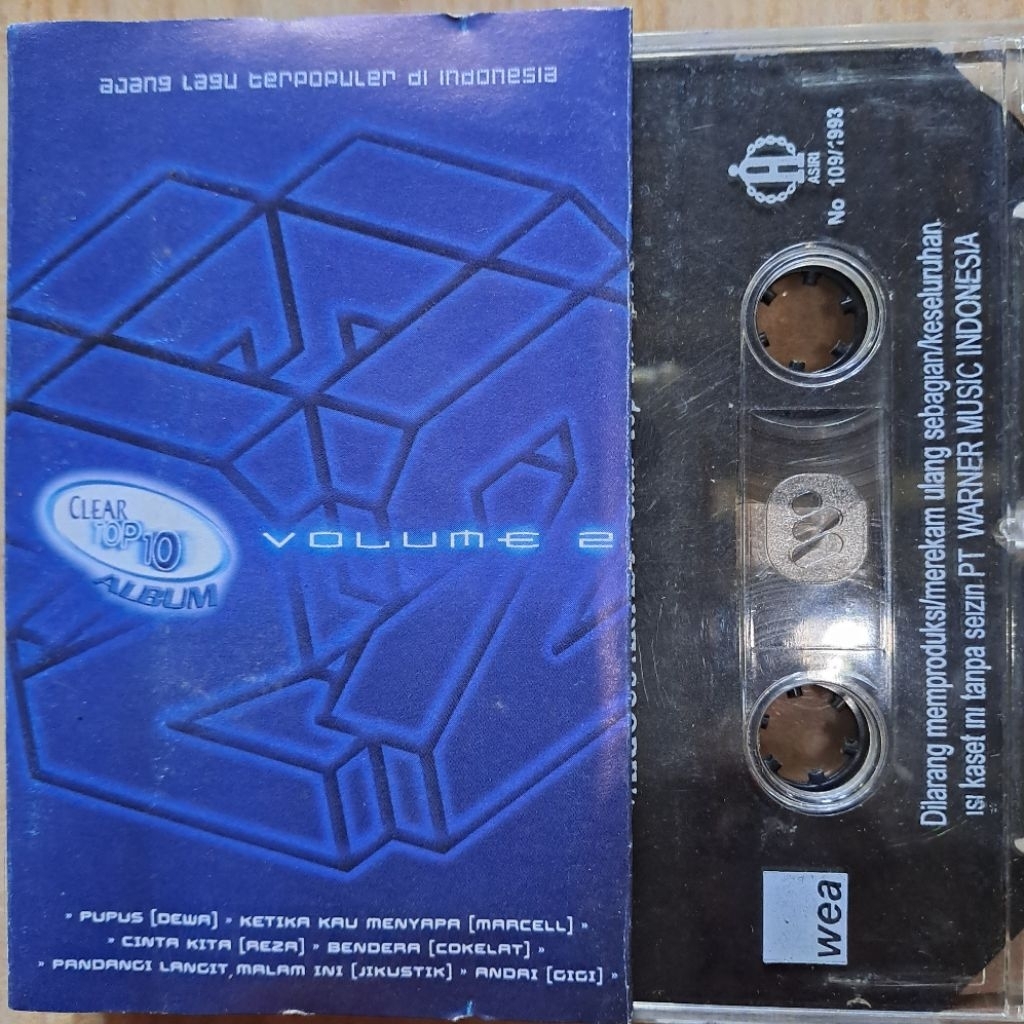 ajang lagu terpopuler di indonesia
CLEAR
TOP 10
ALBUM
VOLUME 2
» PUPUS [DEWA] » KETIKA KAU MENYAPA [MARCELL] »
» CINTA KITA [REZA] » BENDERA [COKELAT] »
» PANDANGI LANGIT, MALAM INI [JIKUSTIK] » ANDAI [GIGI] »
ASIRI
No 109/1993
Dilarang memproduksi/merekam ulang sebagian/keseluruhan
isi kaset ini tanpa seizin PT WARNER MUSIC INDONESIA
wea